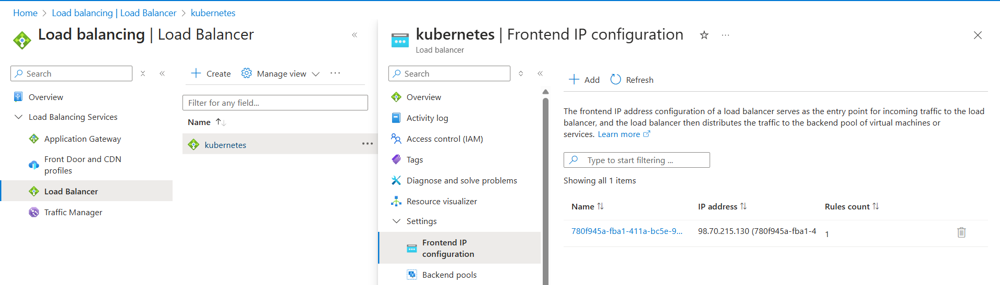 Home > Load balancing | Load Balancer > kubernetes
Load balancing | Load Balancer
«
Search
«
Overview
Load Balancing Services
Application Gateway
Front Door and CDN
profiles
Load Balancer
Traffic Manager
+ Create
Manage view
...
Filter for any field...
Name ↑↓
kubernetes
...
kubernetes | Frontend IP configuration
...
Load balancer
Search
«
Overview
Activity log
Access control (IAM)
Tags
Diagnose and solve problems
Resource visualizer
Settings
Frontend IP
configuration
Backend pools
+ Add
Refresh
The frontend IP address configuration of a load balancer serves as the entry point for incoming traffic to the load
balancer, and the load balancer then distributes the traffic to the backend pool of virtual machines or
services. Learn more
Type to start filtering ...
Showing all 1 items
Name ↑↓ IP address ↑↓ Rules count ↑↓
780f945a-fba1-411a-bc5e-9... 98.70.215.130 (780f945a-fba1-4 1